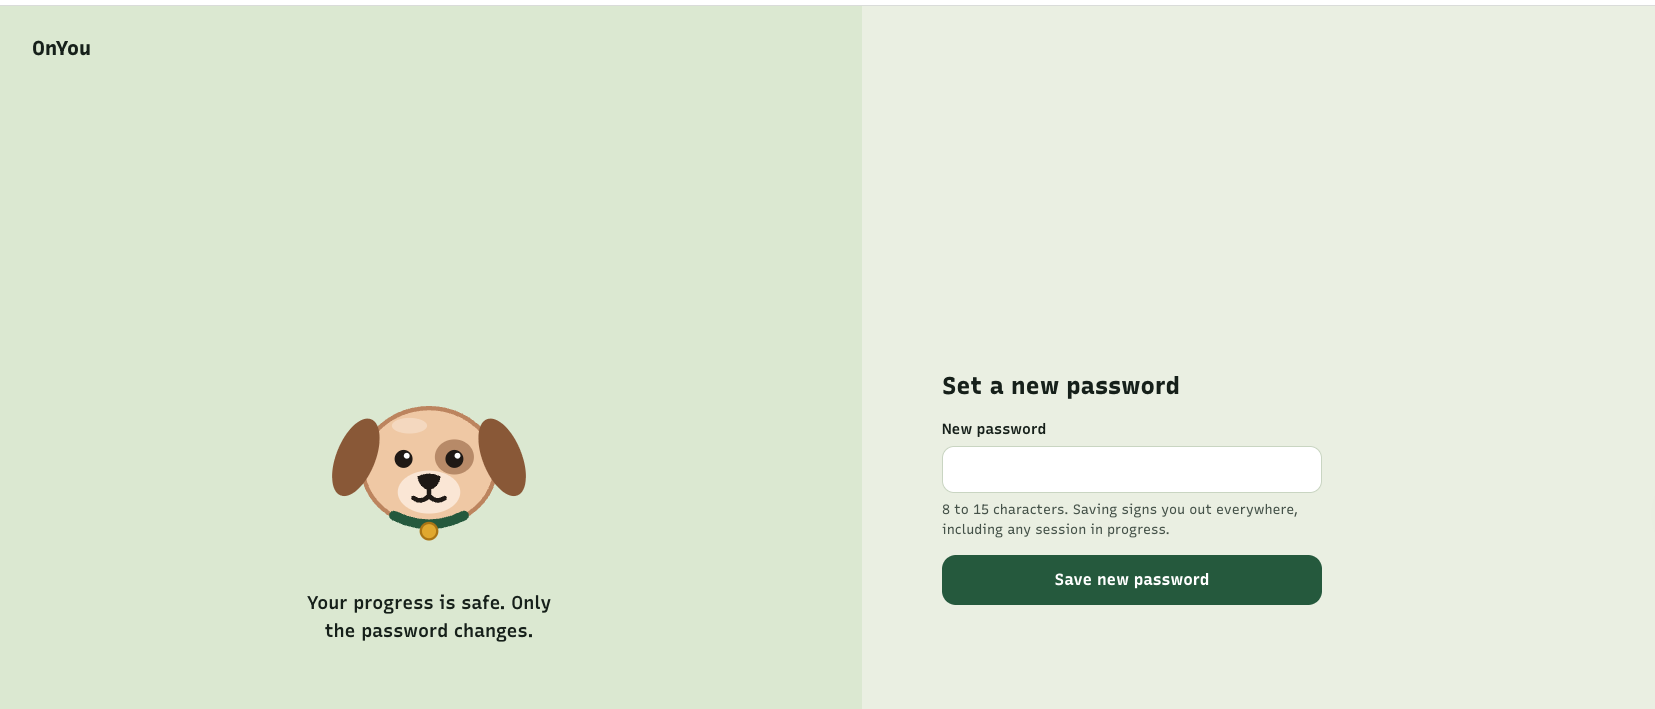 OnYou
Your progress is safe. Only
the password changes.
Set a new password
New password
8 to 15 characters. Saving signs you out everywhere,
including any session in progress.
Save new password